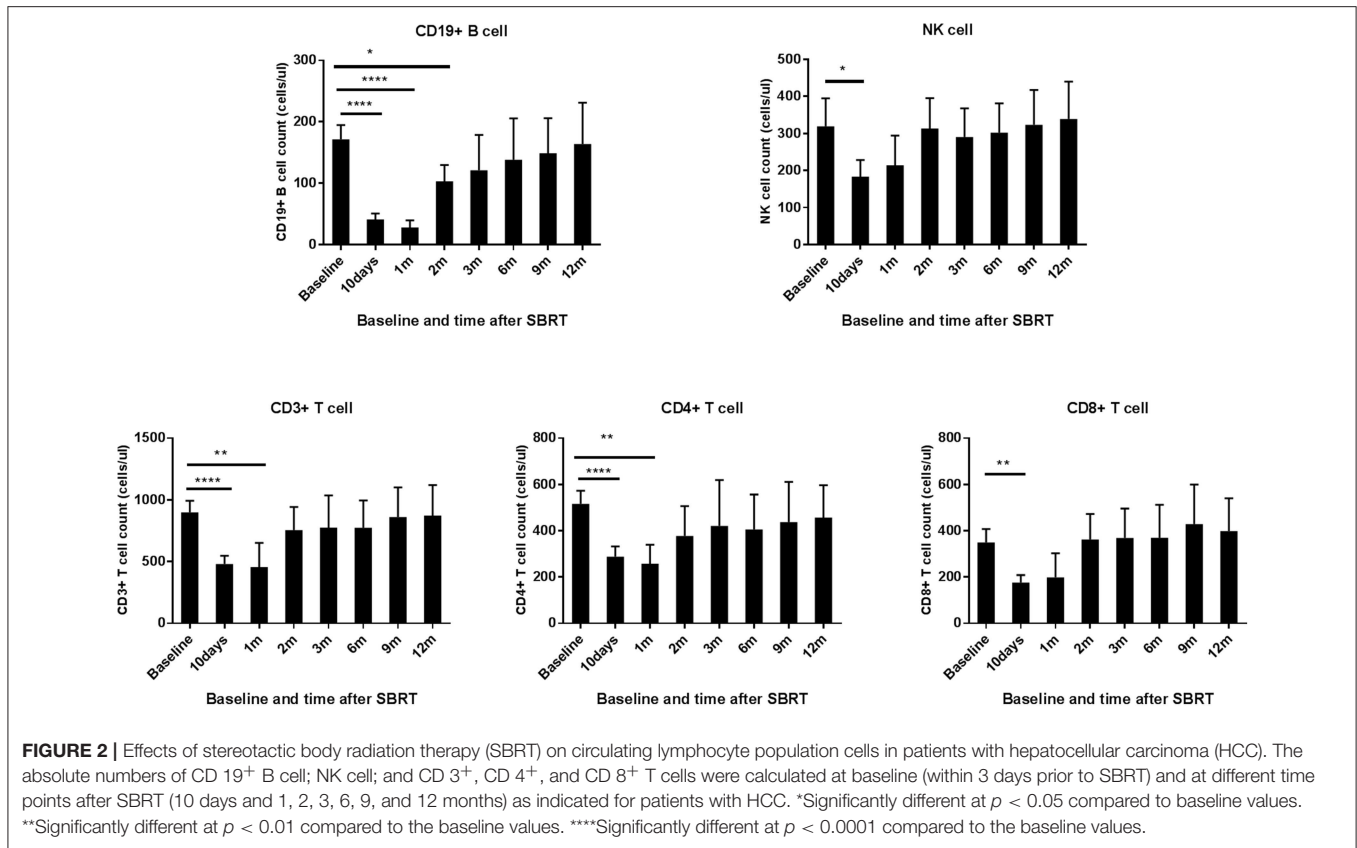 CD19+ B cell
CD19+ B cell count (cells/ul)
300
200
100
0
*
****
****
Baseline
10days
1m
2m
3m
6m
9m
12m
Baseline and time after SBRT
NK cell
NK cell count (cells/ul)
500
400
300
200
100
0
*
Baseline
10days
1m
2m
3m
6m
9m
12m
Baseline and time after SBRT
CD3+ T cell
CD3+ T cell count (cells/ul)
1500
1000
500
0
**
****
Baseline
10days
1m
2m
3m
6m
9m
12m
Baseline and time after SBRT
CD4+ T cell
CD4+ T cell count (cells/ul)
800
600
400
200
0
**
****
Baseline
10days
1m
2m
3m
6m
9m
12m
Baseline and time after SBRT
CD8+ T cell
CD8+ T cell count (cells/ul)
800
600
400
200
0
**
Baseline
10days
1m
2m
3m
6m
9m
12m
Baseline and time after SBRT
FIGURE 2 | Effects of stereotactic body radiation therapy (SBRT) on circulating lymphocyte population cells in patients with hepatocellular carcinoma (HCC). The
absolute numbers of CD 19⁺ B cell; NK cell; and CD 3⁺, CD 4⁺, and CD 8⁺ T cells were calculated at baseline (within 3 days prior to SBRT) and at different time
points after SBRT (10 days and 1, 2, 3, 6, 9, and 12 months) as indicated for patients with HCC. *Significantly different at p < 0.05 compared to baseline values.
**Significantly different at p < 0.01 compared to the baseline values. ****Significantly different at p < 0.0001 compared to the baseline values.